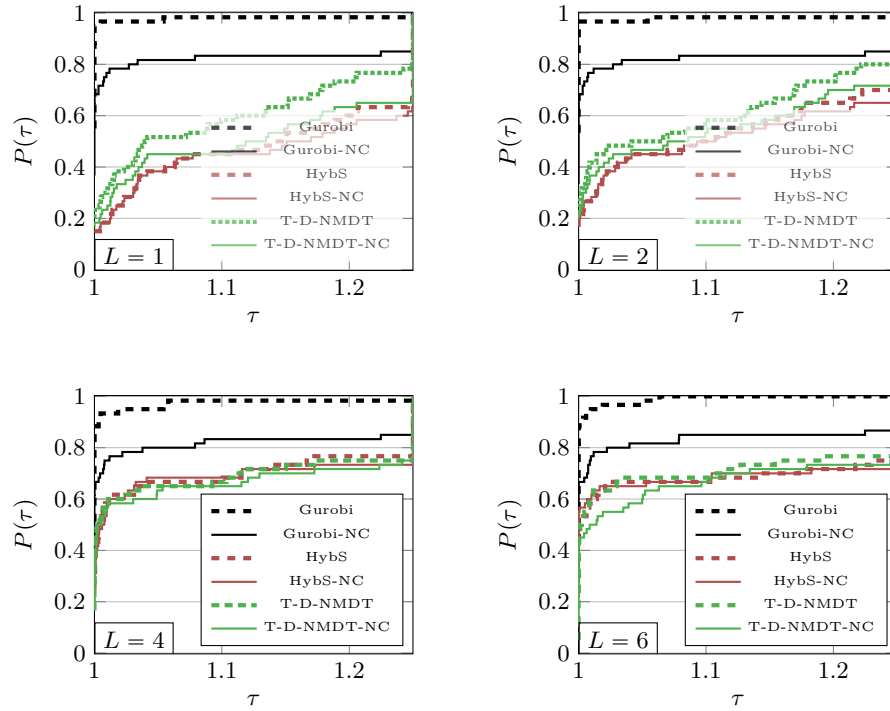 1
0.8
0.6
0.4
0.2
0
P(τ)
1
1.1
1.2
τ
L = 1
Gurobi
Gurobi-NC
HybS
HybS-NC
T-D-NMDT
T-D-NMDT-NC
1
0.8
0.6
0.4
0.2
0
P(τ)
1
1.1
1.2
τ
L = 2
Gurobi
Gurobi-NC
HybS
HybS-NC
T-D-NMDT
T-D-NMDT-NC
1
0.8
0.6
0.4
0.2
0
P(τ)
1
1.1
1.2
τ
L = 4
Gurobi
Gurobi-NC
HybS
HybS-NC
T-D-NMDT
T-D-NMDT-NC
1
0.8
0.6
0.4
0.2
0
P(τ)
1
1.1
1.2
τ
L = 6
Gurobi
Gurobi-NC
HybS
HybS-NC
T-D-NMDT
T-D-NMDT-NC